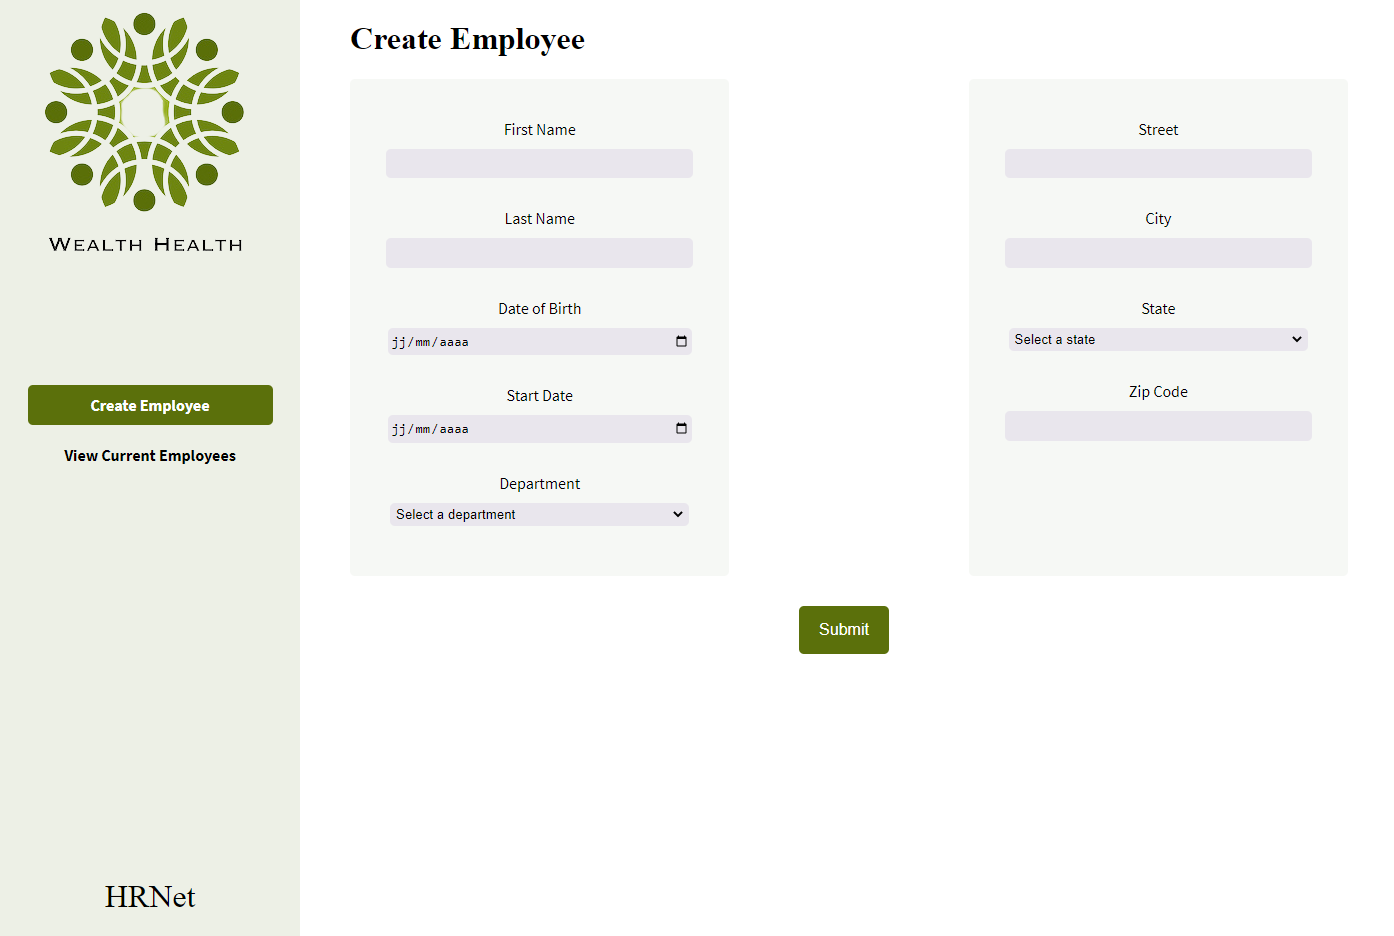 WEALTH HEALTH
Create Employee
View Current Employees
HRNet
Create Employee
First Name
Last Name
Date of Birth
jj/mm/aaaa
Start Date
jj/mm/aaaa
Department
Select a department
Street
City
State
Select a state
Zip Code
Submit